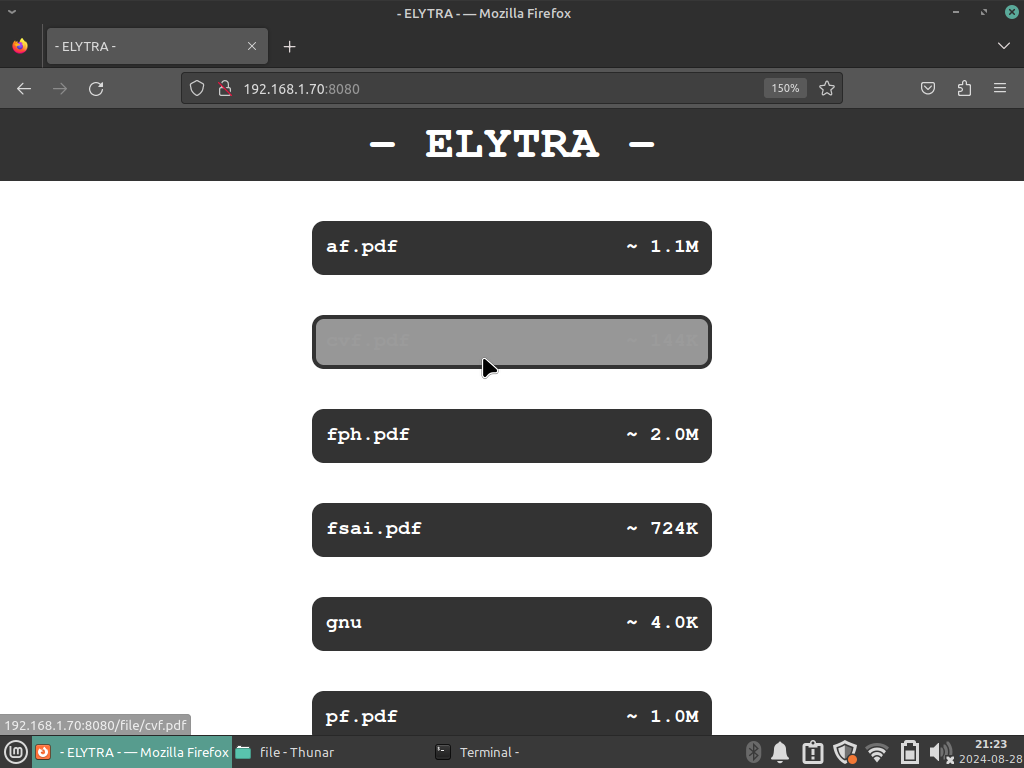 - ELYTRA - — Mozilla Firefox
- ELYTRA -
192.168.1.70:8080
150%
– ELYTRA –
af.pdf ~ 1.1M
cvf.pdf ~ 144K
fph.pdf ~ 2.0M
fsai.pdf ~ 724K
gnu ~ 4.0K
pf.pdf ~ 1.0M
192.168.1.70:8080/file/cvf.pdf
- ELYTRA - — Mozilla Firefox
file - Thunar
Terminal -
21:23
2024-08-28